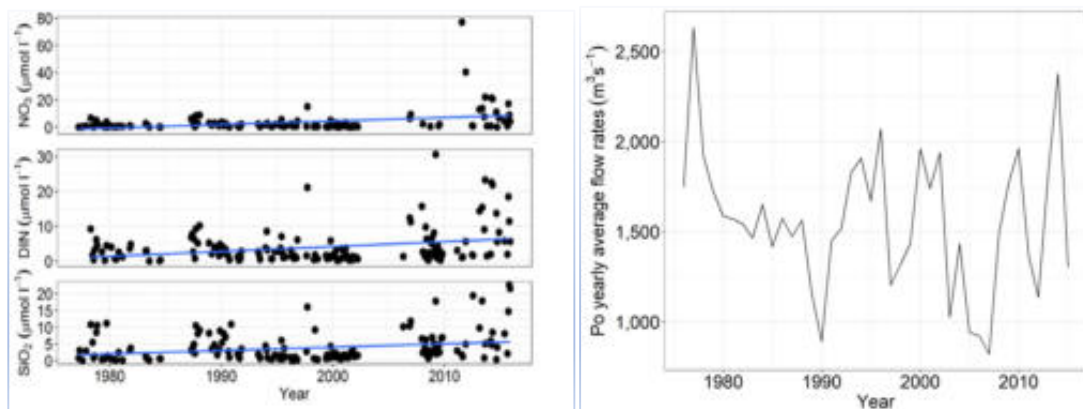 NO₃ (μmol l⁻¹)
80
60
40
20
0
DIN (μmol l⁻¹)
30
20
10
0
SiO₂ (μmol l⁻¹)
20
15
10
5
0
1980 1990 2000 2010
Year
Po yearly average flow rates (m³s⁻¹)
2,500
2,000
1,500
1,000
1980 1990 2000 2010
Year